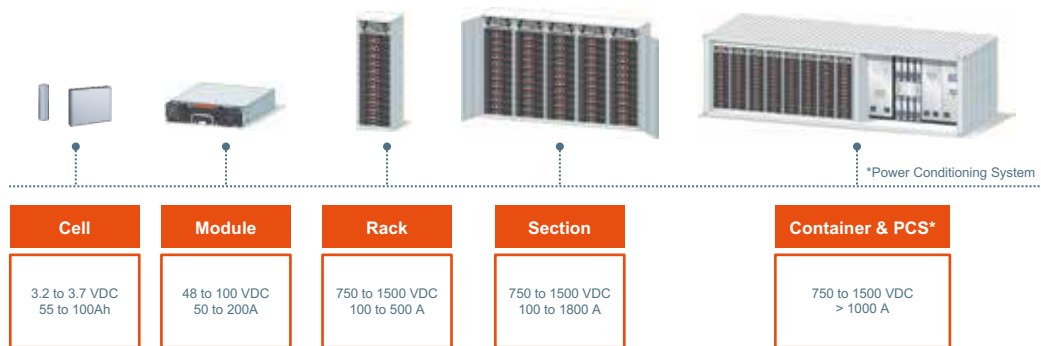 *Power Conditioning System
Cell
Module
Rack
Section
Container & PCS*
3.2 to 3.7 VDC
55 to 100Ah
48 to 100 VDC
50 to 200A
750 to 1500 VDC
100 to 500 A
750 to 1500 VDC
100 to 1800 A
750 to 1500 VDC
> 1000 A